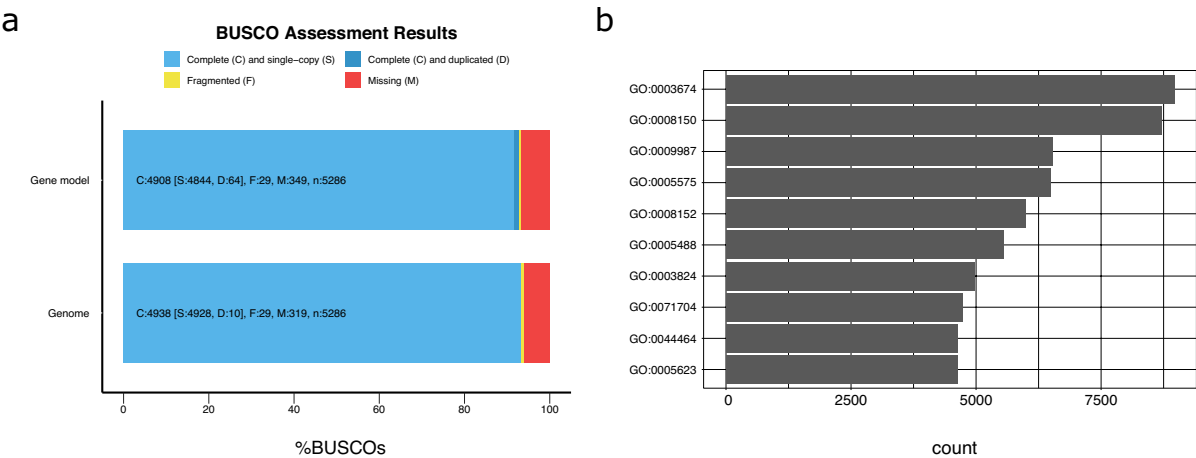 a
BUSCO Assessment Results
Complete (C) and single−copy (S)
Complete (C) and duplicated (D)
Fragmented (F)
Missing (M)
Gene model
C:4908 [S:4844, D:64], F:29, M:349, n:5286
Genome
C:4938 [S:4928, D:10], F:29, M:319, n:5286
0 20 40 60 80 100
%BUSCOs
b
GO:0003674
GO:0008150
GO:0009987
GO:0005575
GO:0008152
GO:0005488
GO:0003824
GO:0071704
GO:0044464
GO:0005623
0 2500 5000 7500
count